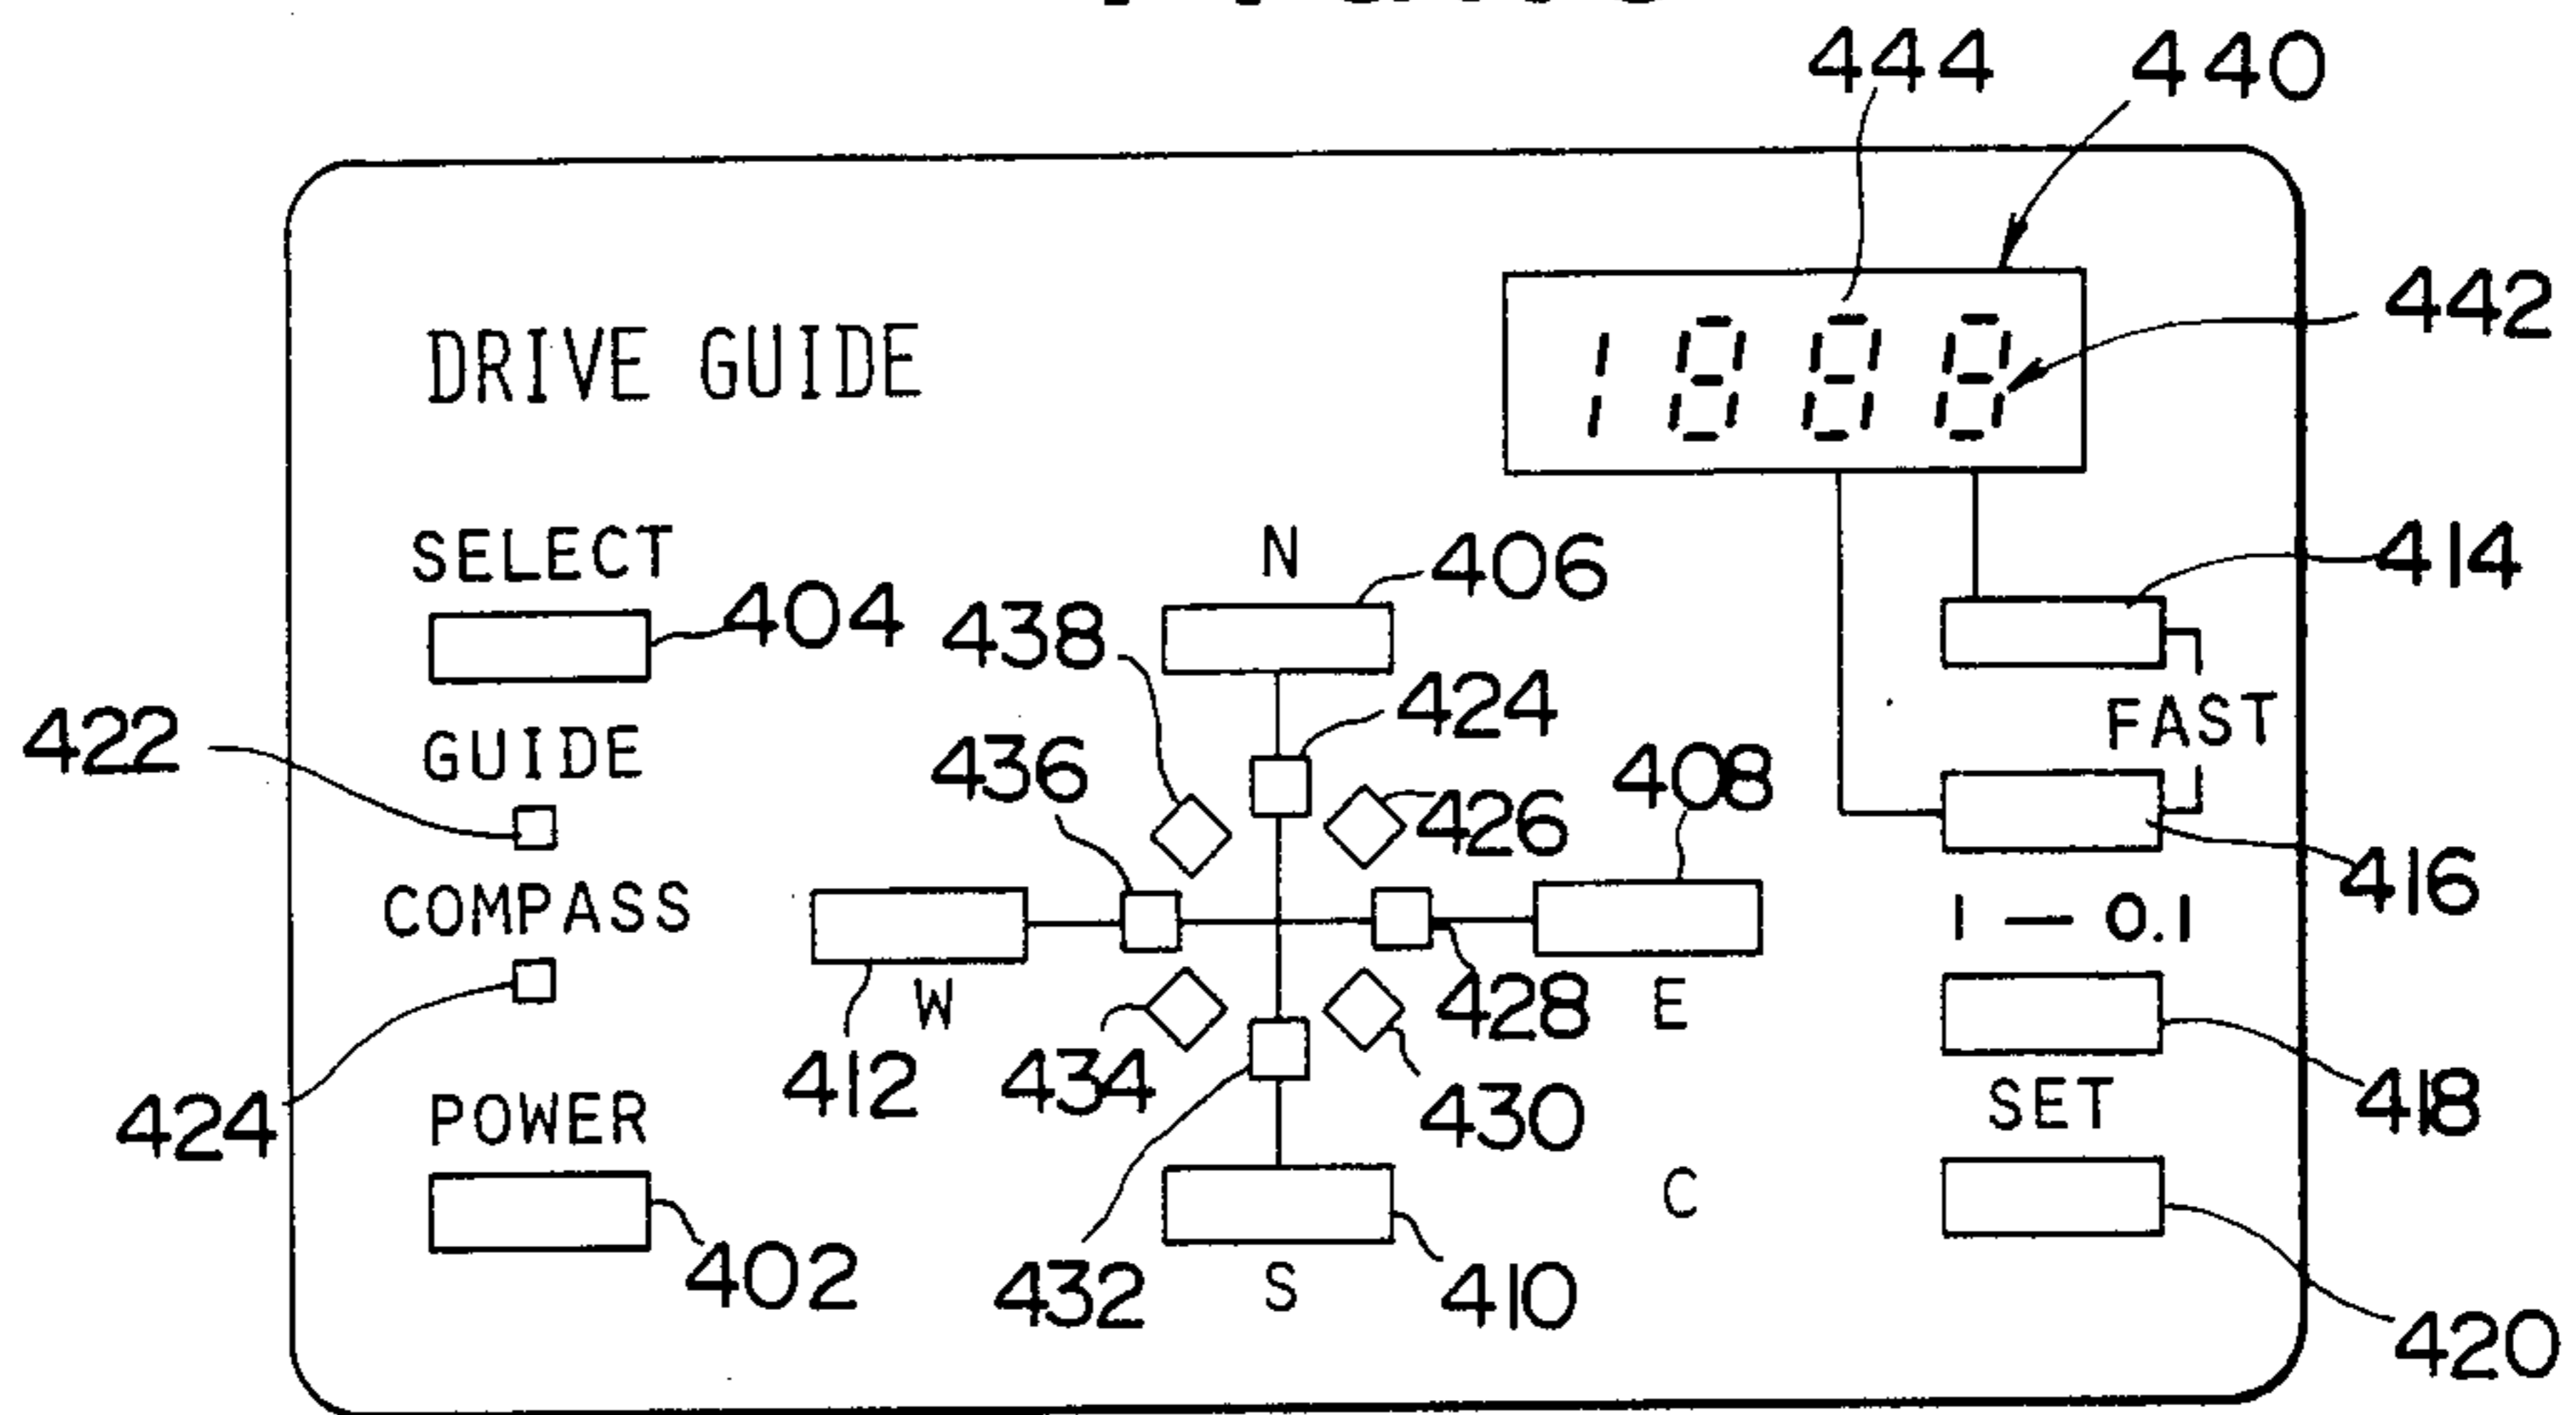 444 440
442
DRIVE GUIDE
1888
SELECT N 406 414
404 438
424 FAST
422 GUIDE 436 426 408
416
COMPASS 1 — 0.1
W 428 E
424 412 434 430 418
POWER SET
C
402 432 S 410
420